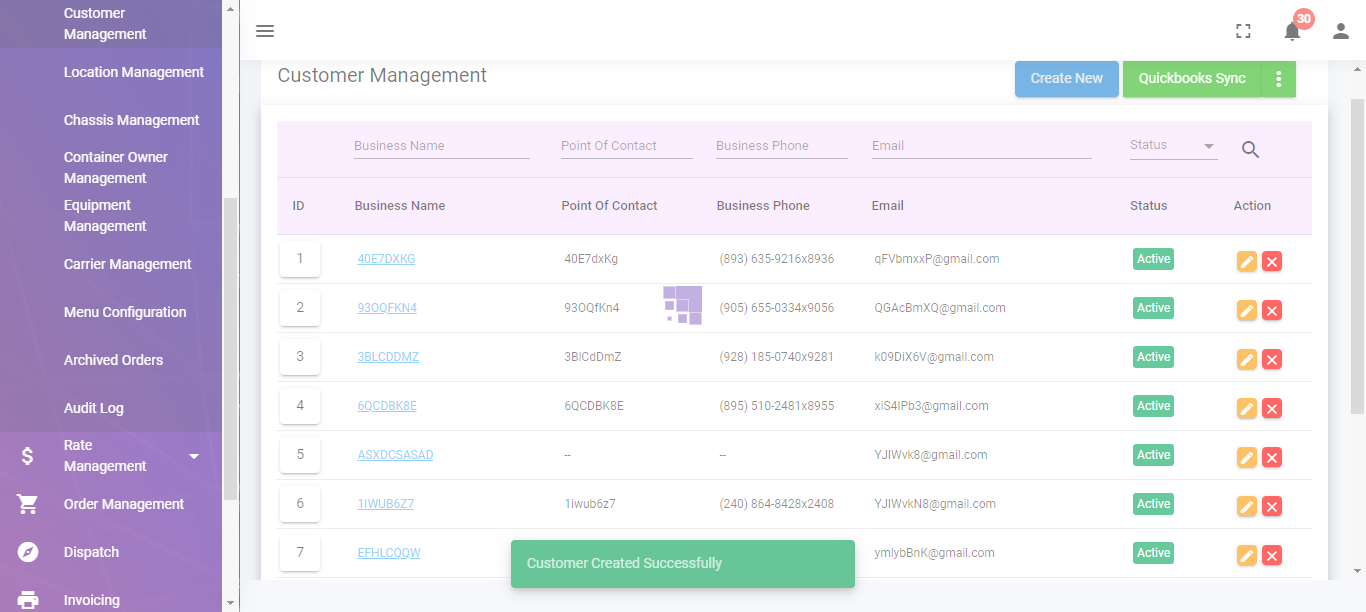 Customer
Management
Location Management
Chassis Management
Container Owner
Management
Equipment
Management
Carrier Management
Menu Configuration
Archived Orders
Audit Log
Rate
Management
Order Management
Dispatch
Invoicing
30
Customer Management
Create New
Quickbooks Sync
Business Name Point Of Contact Business Phone Email Status
ID Business Name Point Of Contact Business Phone Email Status Action
1 40E7DXKG 40E7dxKg (893) 635-9216x8936 qFVbmxxP@gmail.com Active
2 93OQFKN4 93OQfKn4 (905) 655-0334x9056 QGAcBmXQ@gmail.com Active
3 3BLCDDMZ 3BlCdDmZ (928) 185-0740x9281 k09DiX6V@gmail.com Active
4 6QCDBK8E 6QCDBK8E (895) 510-2481x8955 xiS4lPb3@gmail.com Active
5 ASXDCSASAD -- -- YJIWvk8@gmail.com Active
6 1IWUB6Z7 1iwub6z7 (240) 864-8428x2408 YJIWvkN8@gmail.com Active
7 EFHLCQQW ymlybBnK@gmail.com Active
Customer Created Successfully